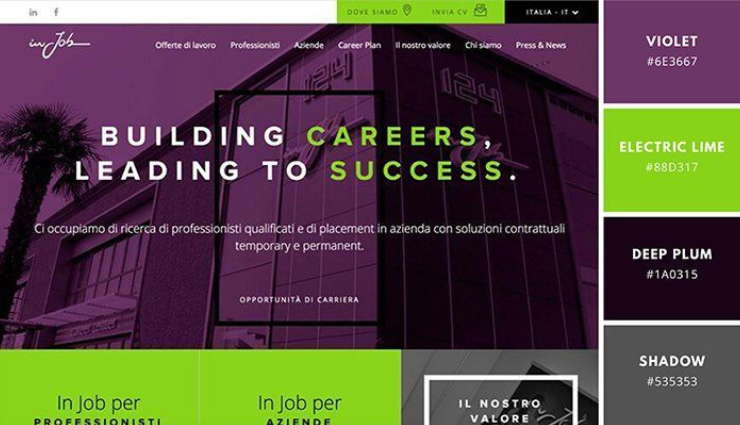 in f
DOVE SIAMO
INVIA CV
ITALIA - IT
in Job
Offerte di lavoro Professionisti Aziende Career Plan Il nostro valore Chi siamo Press & News
124 124
BUILDING CAREERS,
LEADING TO SUCCESS.
Ci occupiamo di ricerca di professionisti qualificati e di placement in azienda con soluzioni contrattuali
temporary e permanent.
OPPORTUNITÀ DI CARRIERA
In Job per
PROFESSIONISTI
In Job per
AZIENDE
IL NOSTRO
VALORE
VIOLET
#6E3667
ELECTRIC LIME
#88D317
DEEP PLUM
#1A0315
SHADOW
#535353